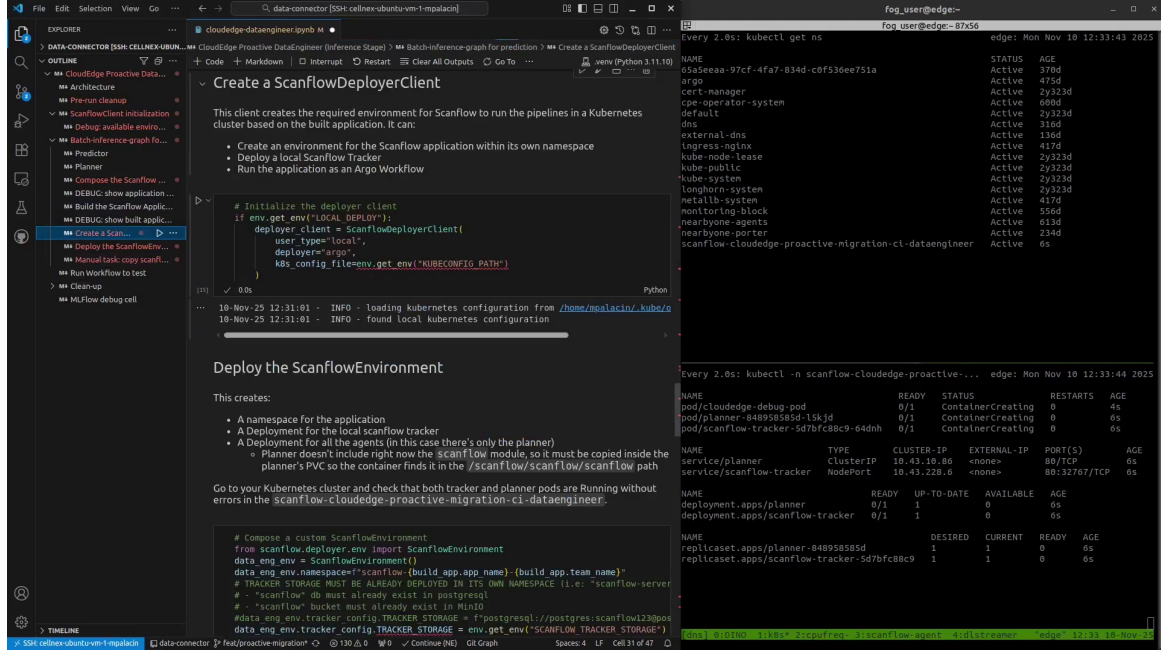 File Edit Selection View Go ···
data-connector [SSH: cellnex-ubuntu-vm-1-mpalacin]
EXPLORER ···
DATA-CONNECTOR [SSH: CELLNEX-UBUN...
OUTLINE
M↓ CloudEdge Proactive Data...
M↓ Architecture
M↓ Pre-run cleanup
M↓ ScanflowClient initialization
M↓ Debug: available enviro...
M↓ Batch-inference-graph fo...
M↓ Predictor
M↓ Planner
M↓ Compose the Scanflow ...
M↓ DEBUG: show application ...
M↓ Build the Scanflow Applic...
M↓ DEBUG: show built applic...
M↓ Create a Scan... ···
M↓ Deploy the ScanflowEnv...
M↓ Manual task: copy scanfl...
M↓ Run Workflow to test
M↓ Clean-up
M↓ MLFlow debug cell
TIMELINE
cloudedge-dataengineer.ipynb M
M↓ CloudEdge Proactive DataEngineer (Inference Stage) > M↓ Batch-inference-graph for prediction > M↓ Create a ScanflowDeployerClient
+ Code + Markdown | Interrupt Restart Clear All Outputs Go To ··· .venv (Python 3.11.10)
Create a ScanflowDeployerClient
This client creates the required environment for Scanflow to run the pipelines in a Kubernetes
cluster based on the built application. It can:
• Create an environment for the Scanflow application within its own namespace
• Deploy a local Scanflow Tracker
• Run the application as an Argo Workflow
# Initialize the deployer client
if env.get_env("LOCAL_DEPLOY"):
deployer_client = ScanflowDeployerClient(
user_type="local",
deployer="argo",
k8s_config_file=env.get_env("KUBECONFIG_PATH")
)
[15] ✓ 0.0s Python
··· 10-Nov-25 12:31:01 - INFO - loading kubernetes configuration from /home/mpalacin/.kube/o
10-Nov-25 12:31:01 - INFO - found local kubernetes configuration
Deploy the ScanflowEnvironment
This creates:
• A namespace for the application
• A Deployment for the local scanflow tracker
• A Deployment for all the agents (in this case there's only the planner)
◦ Planner doesn't include right now the scanflow module, so it must be copied inside the
planner's PVC so the container finds it in the /scanflow/scanflow/scanflow path
Go to your Kubernetes cluster and check that both tracker and planner pods are Running without
errors in the scanflow-cloudedge-proactive-migration-ci-dataengineer.
# Compose a custom ScanflowEnvironment
from scanflow.deployer.env import ScanflowEnvironment
data_eng_env = ScanflowEnvironment()
data_eng_env.namespace=f"scanflow-{build_app.app_name}-{build_app.team_name}"
# TRACKER STORAGE MUST BE ALREADY DEPLOYED IN ITS OWN NAMESPACE (i.e: "scanflow-server
# - "scanflow" db must already exist in postgresql
# - "scanflow" bucket must already exist in MinIO
#data_eng_env.tracker_config.TRACKER_STORAGE = f"postgresql://postgres:scanflow123@pos
data_eng_env.tracker_config.TRACKER_STORAGE = env.get_env("SCANFLOW_TRACKER_STORAGE")
SSH: cellnex-ubuntu-vm-1-mpalacin data-connector feat/proactive-migration* 130 0 0 Continue (NE) Git Graph Spaces: 4 LF Cell 31 of 47
fog_user@edge:~
fog_user@edge:~ 87x56
Every 2.0s: kubectl get ns edge: Mon Nov 10 12:33:43 2025
NAME STATUS AGE
65a5eeaa-97cf-4fa7-834d-c0f536ee751a Active 370d
argo Active 475d
cert-manager Active 2y323d
cpe-operator-system Active 600d
default Active 2y323d
dns Active 316d
external-dns Active 136d
ingress-nginx Active 417d
kube-node-lease Active 2y323d
kube-public Active 2y323d
kube-system Active 2y323d
longhorn-system Active 2y323d
metallb-system Active 417d
monitoring-block Active 556d
nearbyone-agents Active 613d
nearbyone-porter Active 234d
scanflow-cloudedge-proactive-migration-ci-dataengineer Active 6s
Every 2.0s: kubectl -n scanflow-cloudedge-proactive-... edge: Mon Nov 10 12:33:44 2025
NAME READY STATUS RESTARTS AGE
pod/cloudedge-debug-pod 0/1 ContainerCreating 0 4s
pod/planner-848958585d-l5kjd 0/1 ContainerCreating 0 6s
pod/scanflow-tracker-5d7bfc88c9-64dnh 0/1 ContainerCreating 0 6s
NAME TYPE CLUSTER-IP EXTERNAL-IP PORT(S) AGE
service/planner ClusterIP 10.43.10.86 <none> 80/TCP 6s
service/scanflow-tracker NodePort 10.43.228.6 <none> 80:32767/TCP 6s
NAME READY UP-TO-DATE AVAILABLE AGE
deployment.apps/planner 0/1 1 0 6s
deployment.apps/scanflow-tracker 0/1 1 0 6s
NAME DESIRED CURRENT READY AGE
replicaset.apps/planner-848958585d 1 1 0 6s
replicaset.apps/scanflow-tracker-5d7bfc88c9 1 1 0 6s
[dns] 0:DINO 1:k8s* 2:cpufreq- 3:scanflow-agent 4:dlstreamer "edge" 12:33 10-Nov-25